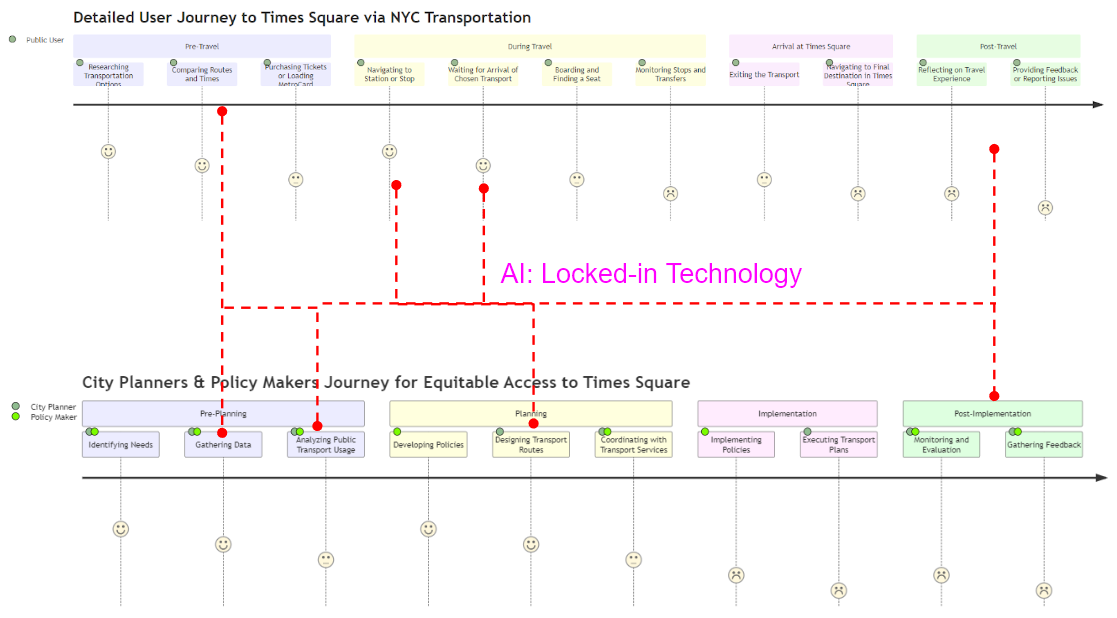 Detailed User Journey to Times Square via NYC Transportation
Public User
Pre-Travel
During Travel
Arrival at Times Square
Post-Travel
Researching
Transportation
Options
Comparing Routes
and Times
Purchasing Tickets
or Loading
MetroCard
Navigating to
Station or Stop
Waiting for Arrival of
Chosen Transport
Boarding and
Finding a Seat
Monitoring Stops and
Transfers
Exiting the Transport
Navigating to Final
Destination in Times
Square
Reflecting on Travel
Experience
Providing Feedback
or Reporting Issues
AI: Locked-in Technology
City Planners & Policy Makers Journey for Equitable Access to Times Square
City Planner
Policy Maker
Pre-Planning
Planning
Implementation
Post-Implementation
Identifying Needs
Gathering Data
Analyzing Public
Transport Usage
Developing Policies
Designing Transport
Routes
Coordinating with
Transport Services
Implementing
Policies
Executing Transport
Plans
Monitoring and
Evaluation
Gathering Feedback